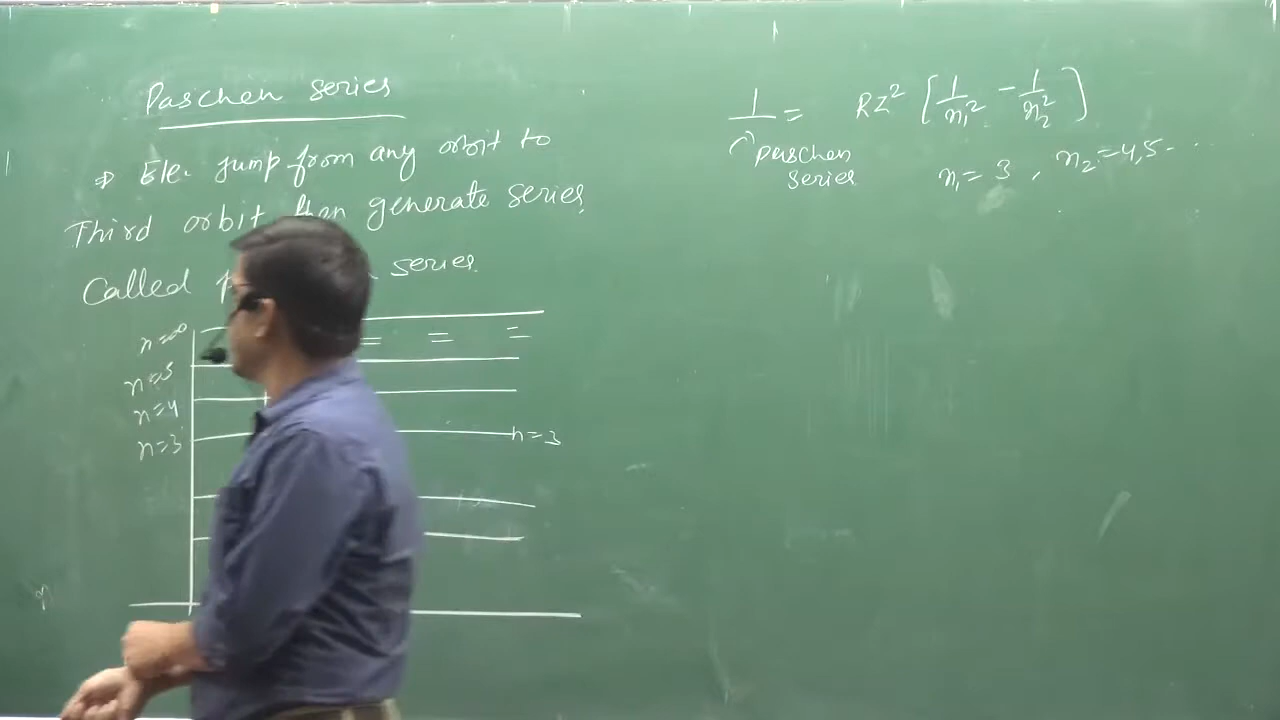 Paschen series
⇒ Ele. jump from any orbit to
Third orbit then generate series
Called series.
n=∞
n=5
n=4
n=3
n=3
1/λ paschen series = RZ² [1/n₁² - 1/n₂²]
n₁= 3 , n₂=4,5-...